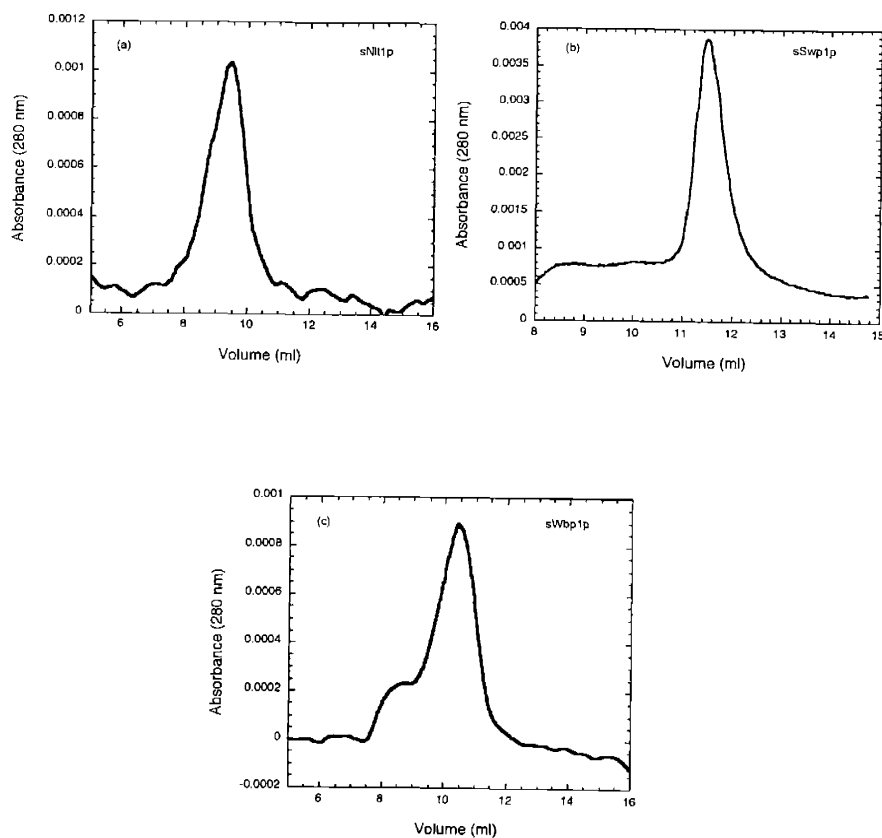 (a)
sNlt1p
0.0012
0.001
0.0008
0.0006
0.0004
0.0002
0
Absorbance (280 nm)
6 8 10 12 14 16
Volume (ml)
(b)
sSwp1p
0.004
0.0035
0.003
0.0025
0.002
0.0015
0.001
0.0005
0
Absorbance (280 nm)
8 9 10 11 12 13 14 15
Volume (ml)
(c)
sWbp1p
0.001
0.0008
0.0006
0.0004
0.0002
0
-0.0002
Absorbance (280 nm)
6 8 10 12 14 16
Volume (ml)